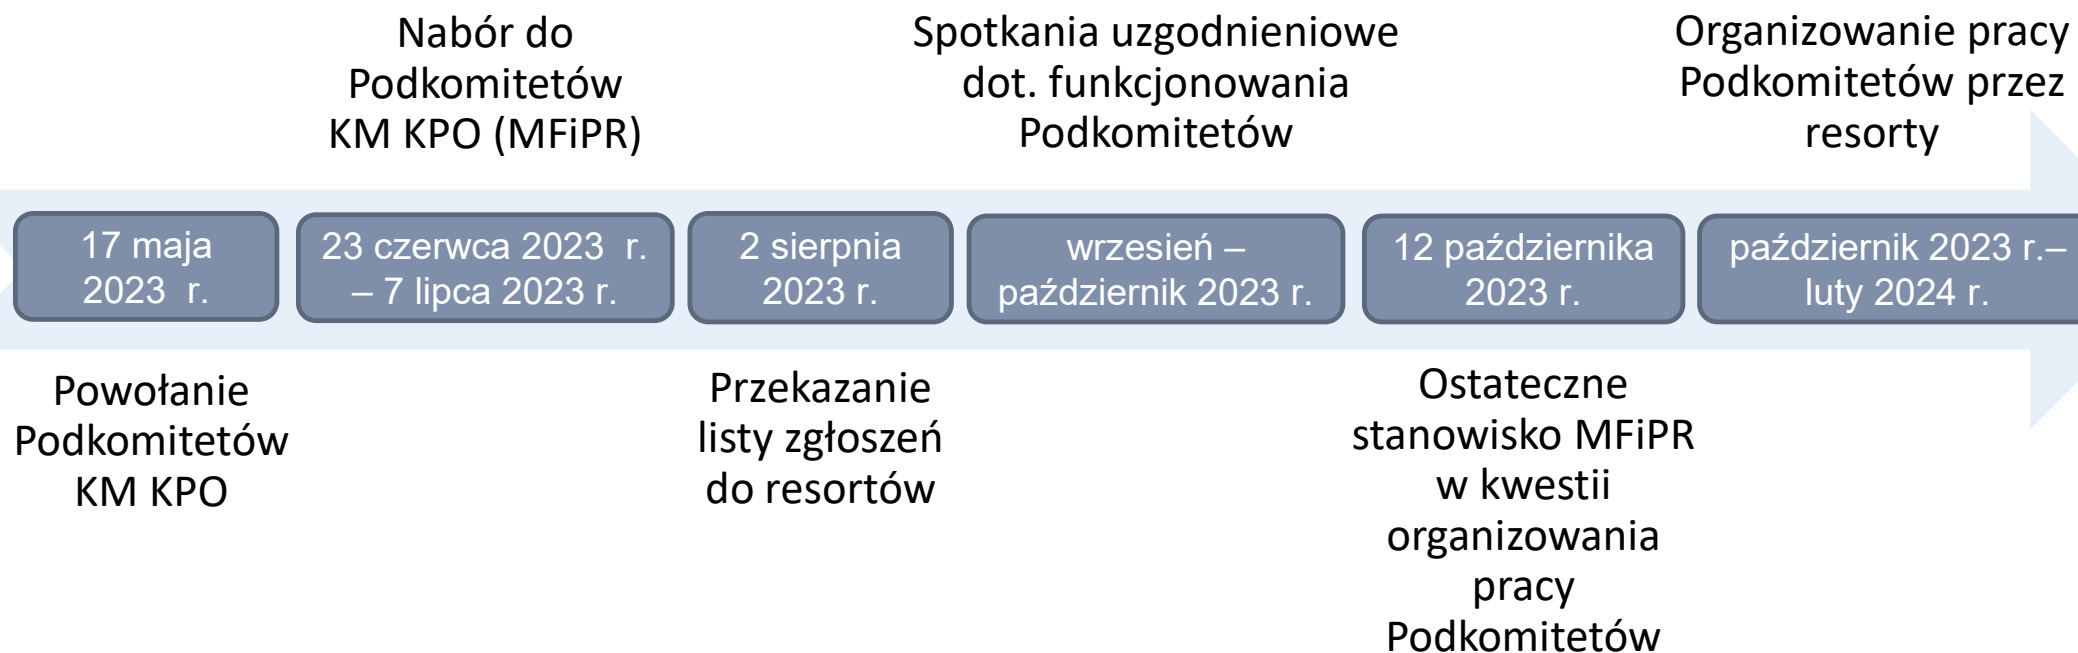 Nabór do
Podkomitetów
KM KPO (MFiPR)
Spotkania uzgodnieniowe
dot. funkcjonowania
Podkomitetów
Organizowanie pracy
Podkomitetów przez
resorty
17 maja
2023 r.
23 czerwca 2023 r.
– 7 lipca 2023 r.
2 sierpnia
2023 r.
wrzesień –
październik 2023 r.
12 października
2023 r.
październik 2023 r.–
luty 2024 r.
Powołanie
Podkomitetów
KM KPO
Przekazanie
listy zgłoszeń
do resortów
Ostateczne
stanowisko MFiPR
w kwestii
organizowania
pracy
Podkomitetów